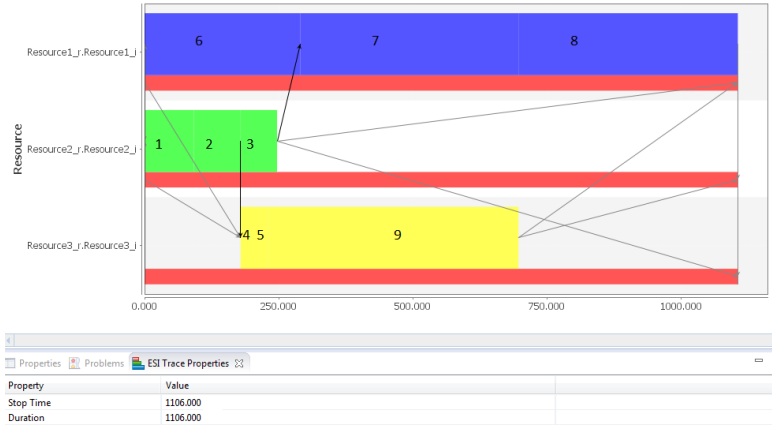 6 7 8
Resource1_r.Resource1_i
Resource
1 2 3
Resource2_r.Resource2_i
4 5 9
Resource3_r.Resource3_i
0.000 250.000 500.000 750.000 1000.000
Properties Problems ESI Trace Properties
Property Value
Stop Time 1106.000
Duration 1106.000